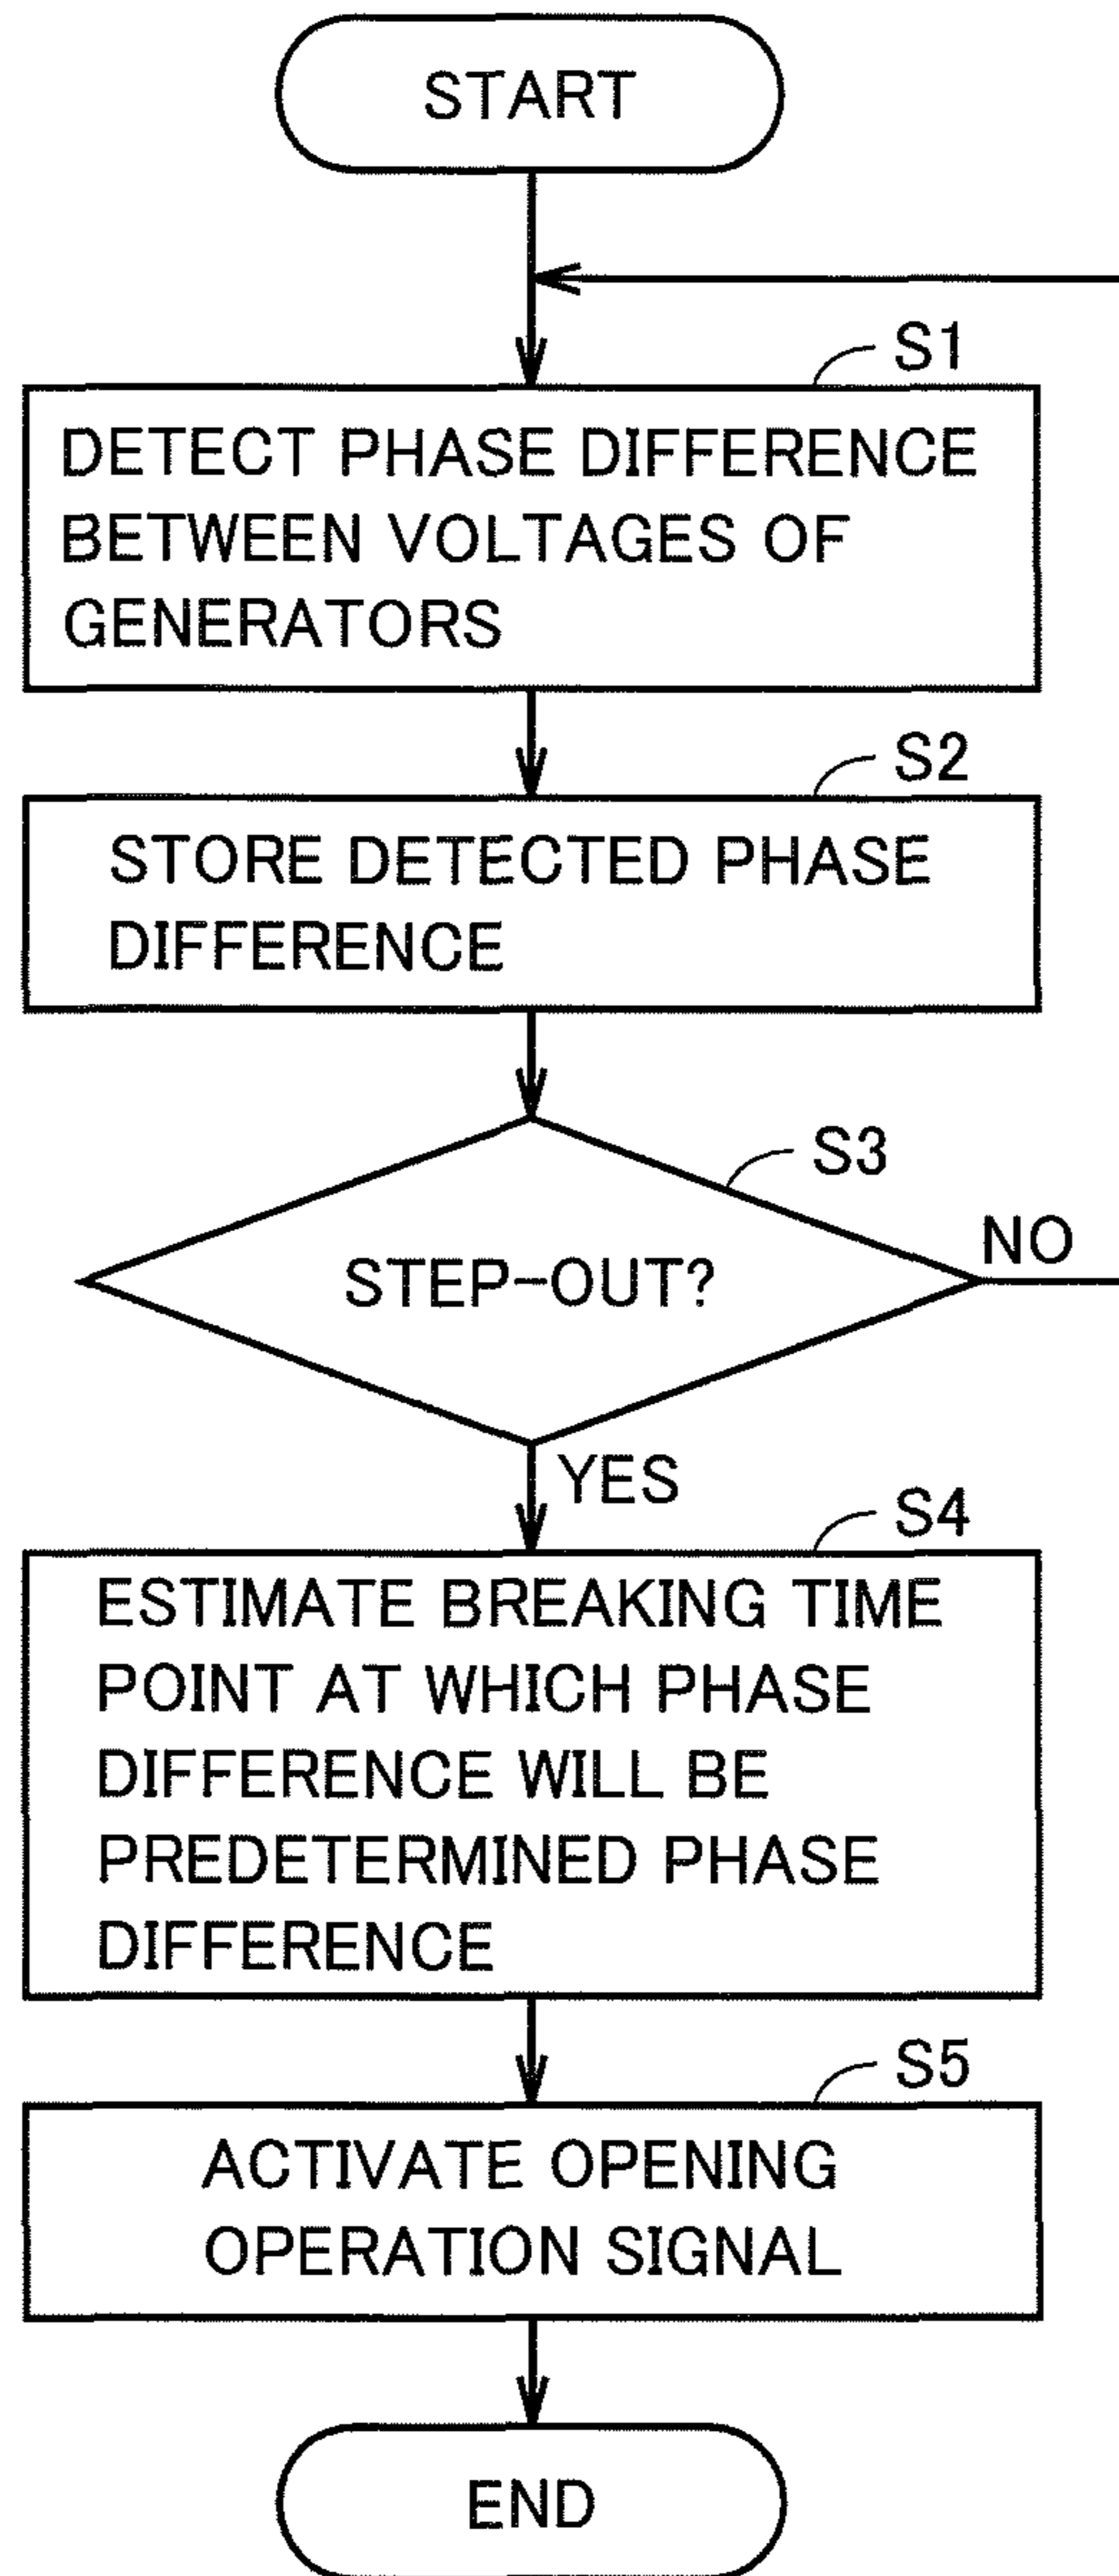 START
S1
DETECT PHASE DIFFERENCE
BETWEEN VOLTAGES OF
GENERATORS
S2
STORE DETECTED PHASE
DIFFERENCE
S3
STEP-OUT?
NO
YES
S4
ESTIMATE BREAKING TIME
POINT AT WHICH PHASE
DIFFERENCE WILL BE
PREDETERMINED PHASE
DIFFERENCE
S5
ACTIVATE OPENING
OPERATION SIGNAL
END